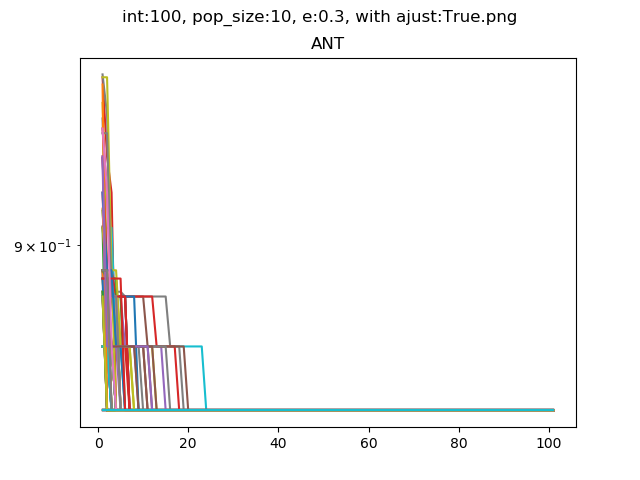 int:100, pop_size:10, e:0.3, with ajust:True.png
ANT
9 × 10⁻¹
0 20 40 60 80 100